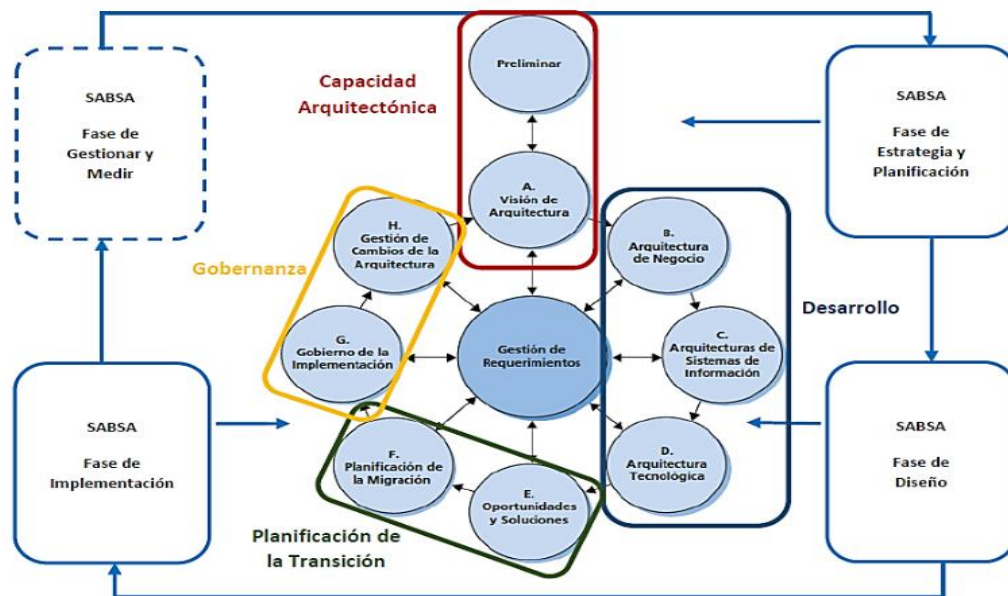 SABSA
Fase de
Gestionar y
Medir
Capacidad
Arquitectónica
Preliminar
A.
Visión de
Arquitectura
SABSA
Fase de
Estrategia y
Planificación
H.
Gestión de
Cambios de la
Arquitectura
B.
Arquitectura
de Negocio
Gobernanza
Desarrollo
G.
Gobierno de la
Implementación
Gestión de
Requerimientos
C.
Arquitecturas de
Sistemas de
Información
SABSA
Fase de
Implementación
F.
Planificación de
la Migración
E.
Oportunidades
y Soluciones
D.
Arquitectura
Tecnológica
SABSA
Fase de
Diseño
Planificación de
la Transición